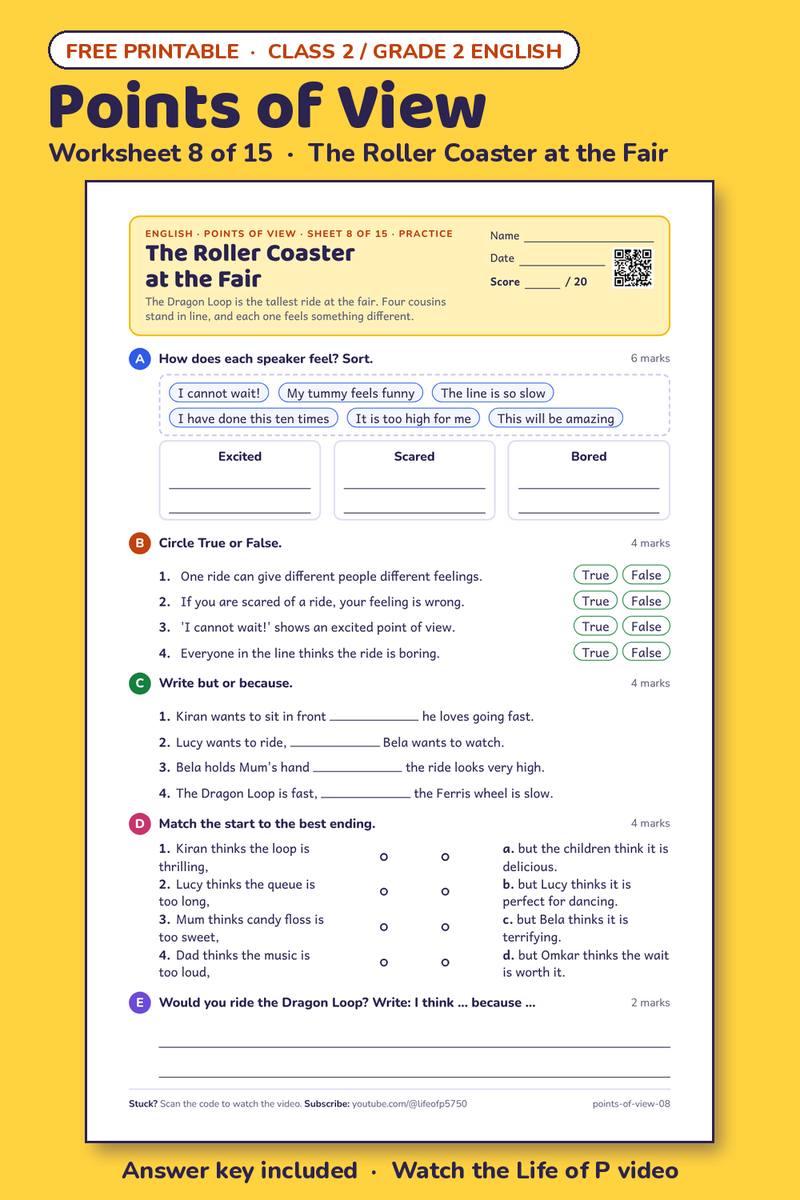 FREE PRINTABLE · CLASS 2 / GRADE 2 ENGLISH
Points of View
Worksheet 8 of 15 · The Roller Coaster at the Fair
ENGLISH · POINTS OF VIEW · SHEET 8 OF 15 · PRACTICE
The Roller Coaster
at the Fair
The Dragon Loop is the tallest ride at the fair. Four cousins
stand in line, and each one feels something different.
Name
Date
Score / 20
A How does each speaker feel? Sort. 6 marks
I cannot wait! My tummy feels funny The line is so slow
I have done this ten times It is too high for me This will be amazing
Excited Scared Bored
B Circle True or False. 4 marks
1. One ride can give different people different feelings. True False
2. If you are scared of a ride, your feeling is wrong. True False
3. 'I cannot wait!' shows an excited point of view. True False
4. Everyone in the line thinks the ride is boring. True False
C Write but or because. 4 marks
1. Kiran wants to sit in front ____________ he loves going fast.
2. Lucy wants to ride, ____________ Bela wants to watch.
3. Bela holds Mum's hand ____________ the ride looks very high.
4. The Dragon Loop is fast, ____________ the Ferris wheel is slow.
D Match the start to the best ending. 4 marks
1. Kiran thinks the loop is
thrilling,
a. but the children think it is
delicious.
2. Lucy thinks the queue is
too long,
b. but Lucy thinks it is
perfect for dancing.
3. Mum thinks candy floss is
too sweet,
c. but Bela thinks it is
terrifying.
4. Dad thinks the music is
too loud,
d. but Omkar thinks the wait
is worth it.
E Would you ride the Dragon Loop? Write: I think ... because ... 2 marks
Stuck? Scan the code to watch the video. Subscribe: youtube.com/@lifeofp5750 points-of-view-08
Answer key included · Watch the Life of P video